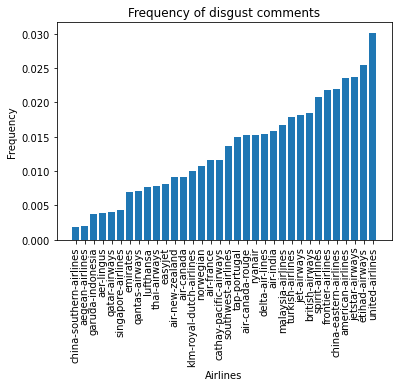 Frequency of disgust comments
0.030
0.025
0.020
0.015
0.010
0.005
0.000
Frequency
china-southern-airlines
aegean-airlines
garuda-indonesia
aer-lingus
qatar-airways
singapore-airlines
emirates
qantas-airways
lufthansa
thai-airways
easyjet
air-new-zealand
air-canada
klm-royal-dutch-airlines
norwegian
air-france
cathay-pacific-airways
southwest-airlines
tap-portugal
air-canada-rouge
ryanair
delta-air-lines
air-india
malaysia-airlines
turkish-airlines
jet-airways
british-airways
spirit-airlines
frontier-airlines
china-eastern-airlines
american-airlines
jetstar-airways
etihad-airways
united-airlines
Airlines